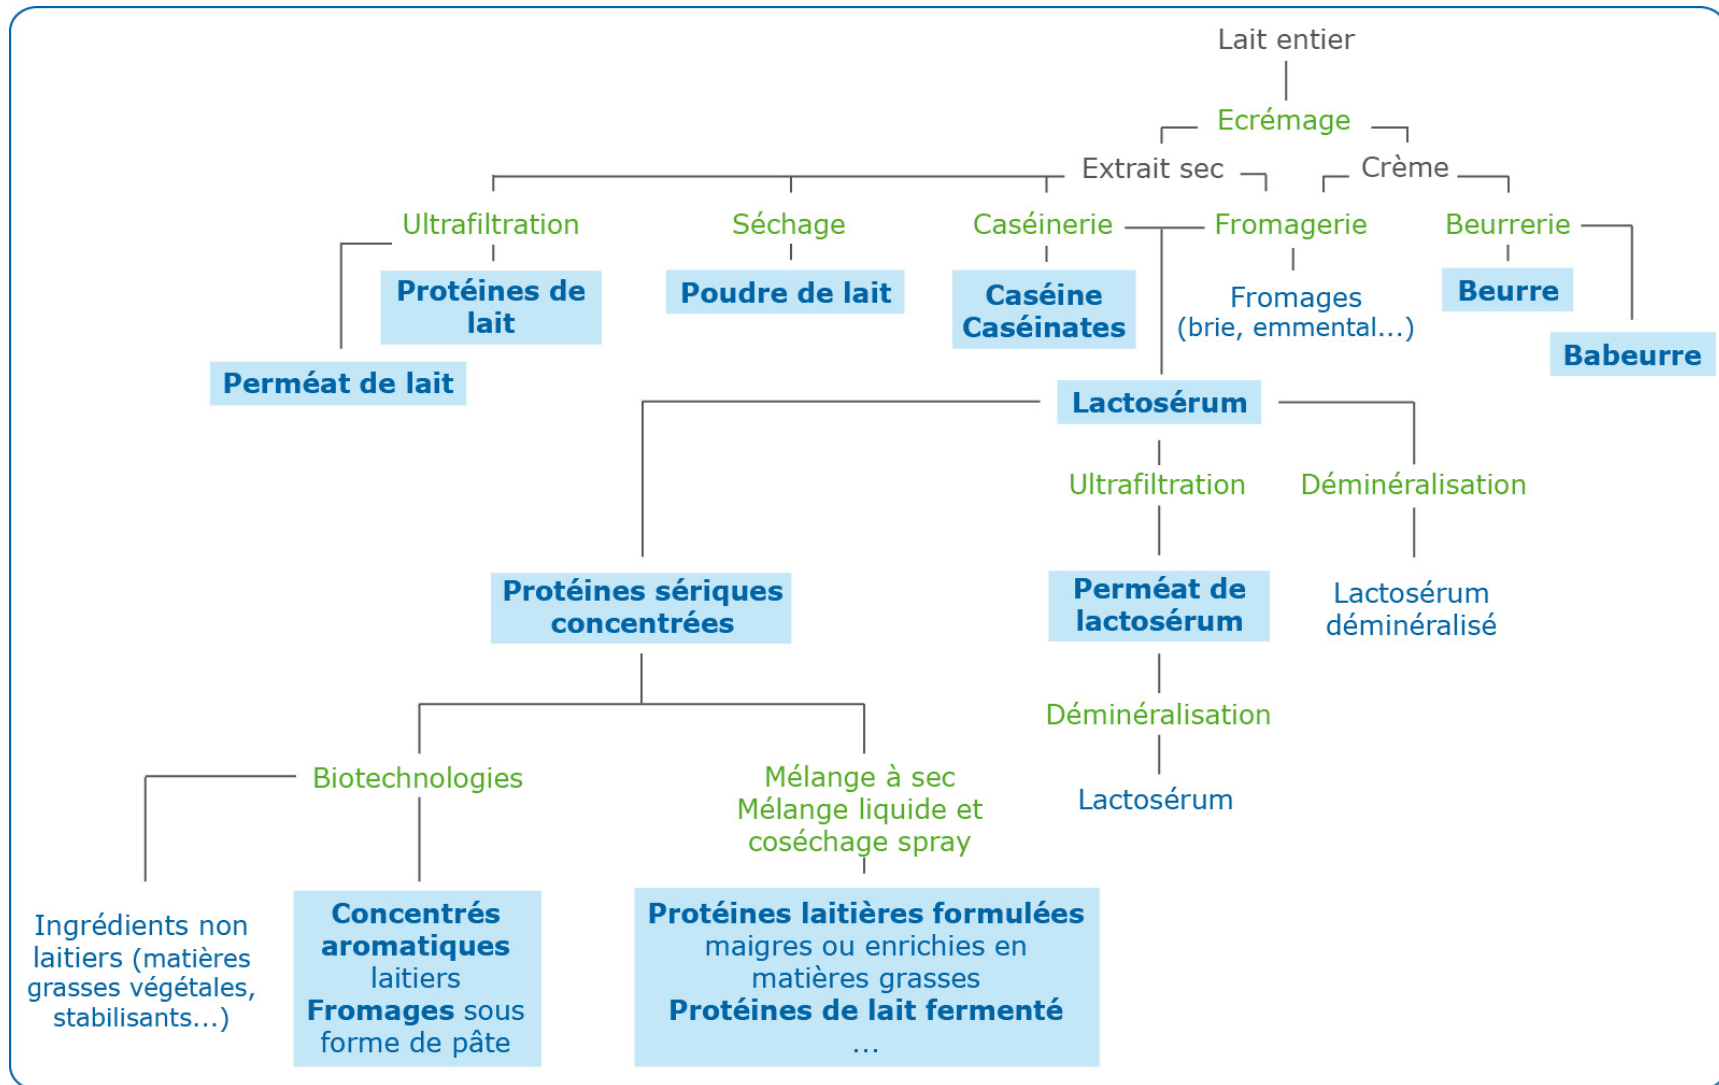 Lait entier
Ecrémage
Extrait sec
Crème
Ultrafiltration
Séchage
Caséinerie
Fromagerie
Beurrerie
Protéines de
lait
Poudre de lait
Caséine
Caséinates
Fromages
(brie, emmental...)
Beurre
Babeurre
Perméat de lait
Lactosérum
Ultrafiltration
Déminéralisation
Protéines sériques
concentrées
Perméat de
lactosérum
Lactosérum
déminéralisé
Déminéralisation
Biotechnologies
Mélange à sec
Mélange liquide et
coséchage spray
Lactosérum
Ingrédients non
laitiers (matières
grasses végétales,
stabilisants...)
Concentrés
aromatiques
laitiers
Fromages sous
forme de pâte
Protéines laitières formulées
maigres ou enrichies en
matières grasses
Protéines de lait fermenté
...